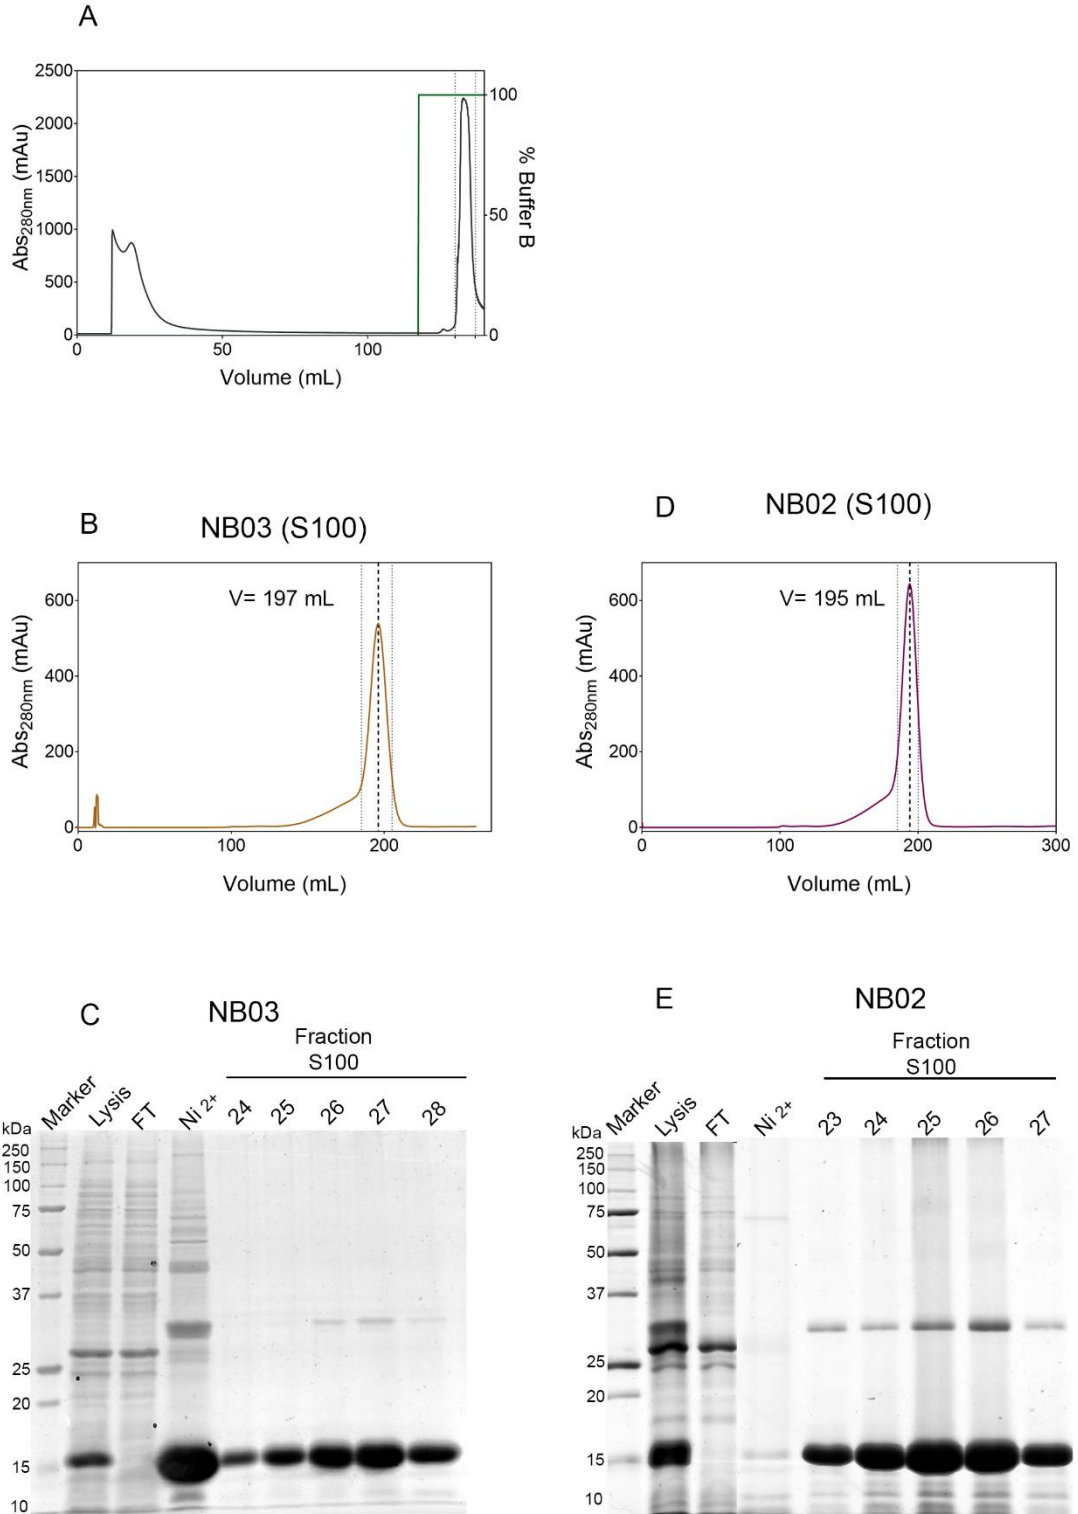 A
2500
2000
1500
1000
500
0
100
50
0
0 50 100
Abs280nm (mAu)
% Buffer B
Volume (mL)
B NB03 (S100)
V= 197 mL
600
400
200
0
0 100 200
Abs280nm (mAu)
Volume (mL)
D NB02 (S100)
V= 195 mL
600
400
200
0
0 100 200 300
Abs280nm (mAu)
Volume (mL)
C NB03
Fraction
S100
kDa Marker Lysis FT Ni 2+ 24 25 26 27 28
250
150
100
75
50
37
25
20
15
10
E NB02
Fraction
S100
kDa Marker Lysis FT Ni 2+ 23 24 25 26 27
250
150
100
75
50
37
25
20
15
10